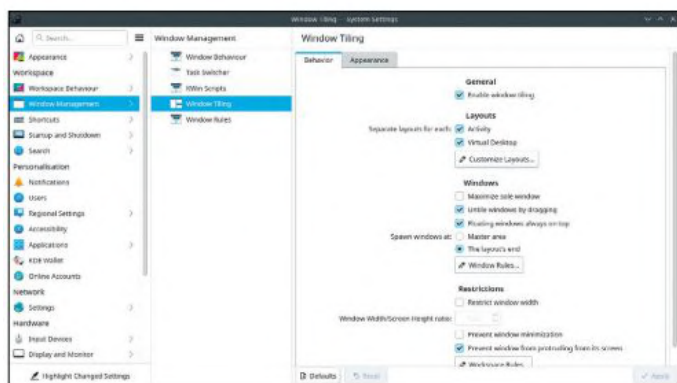 Window Tiling — System Settings
Search...
Window Management
Window Tiling
Appearance
Workspace
Workspace Behaviour
Window Management
Shortcuts
Startup and Shutdown
Search
Personalisation
Notifications
Users
Regional Settings
Accessibility
Applications
KDE Wallet
Online Accounts
Network
Settings
Hardware
Input Devices
Display and Monitor
Highlight Changed Settings
Window Behaviour
Task Switcher
KWin Scripts
Window Tiling
Window Rules
Behavior
Appearance
General
Enable window tiling
Layouts
Separate layouts for each: Activity
Virtual Desktop
Customize Layouts...
Windows
Maximize sole window
Untile windows by dragging
Floating windows always on top
Spawn windows at: Master area
The layout's end
Window Rules...
Restrictions
Restrict window width
Window Width/Screen Height ratio:
Prevent window minimization
Prevent window from protruding from its screen
Workspace Rules
Defaults
Reset
Apply